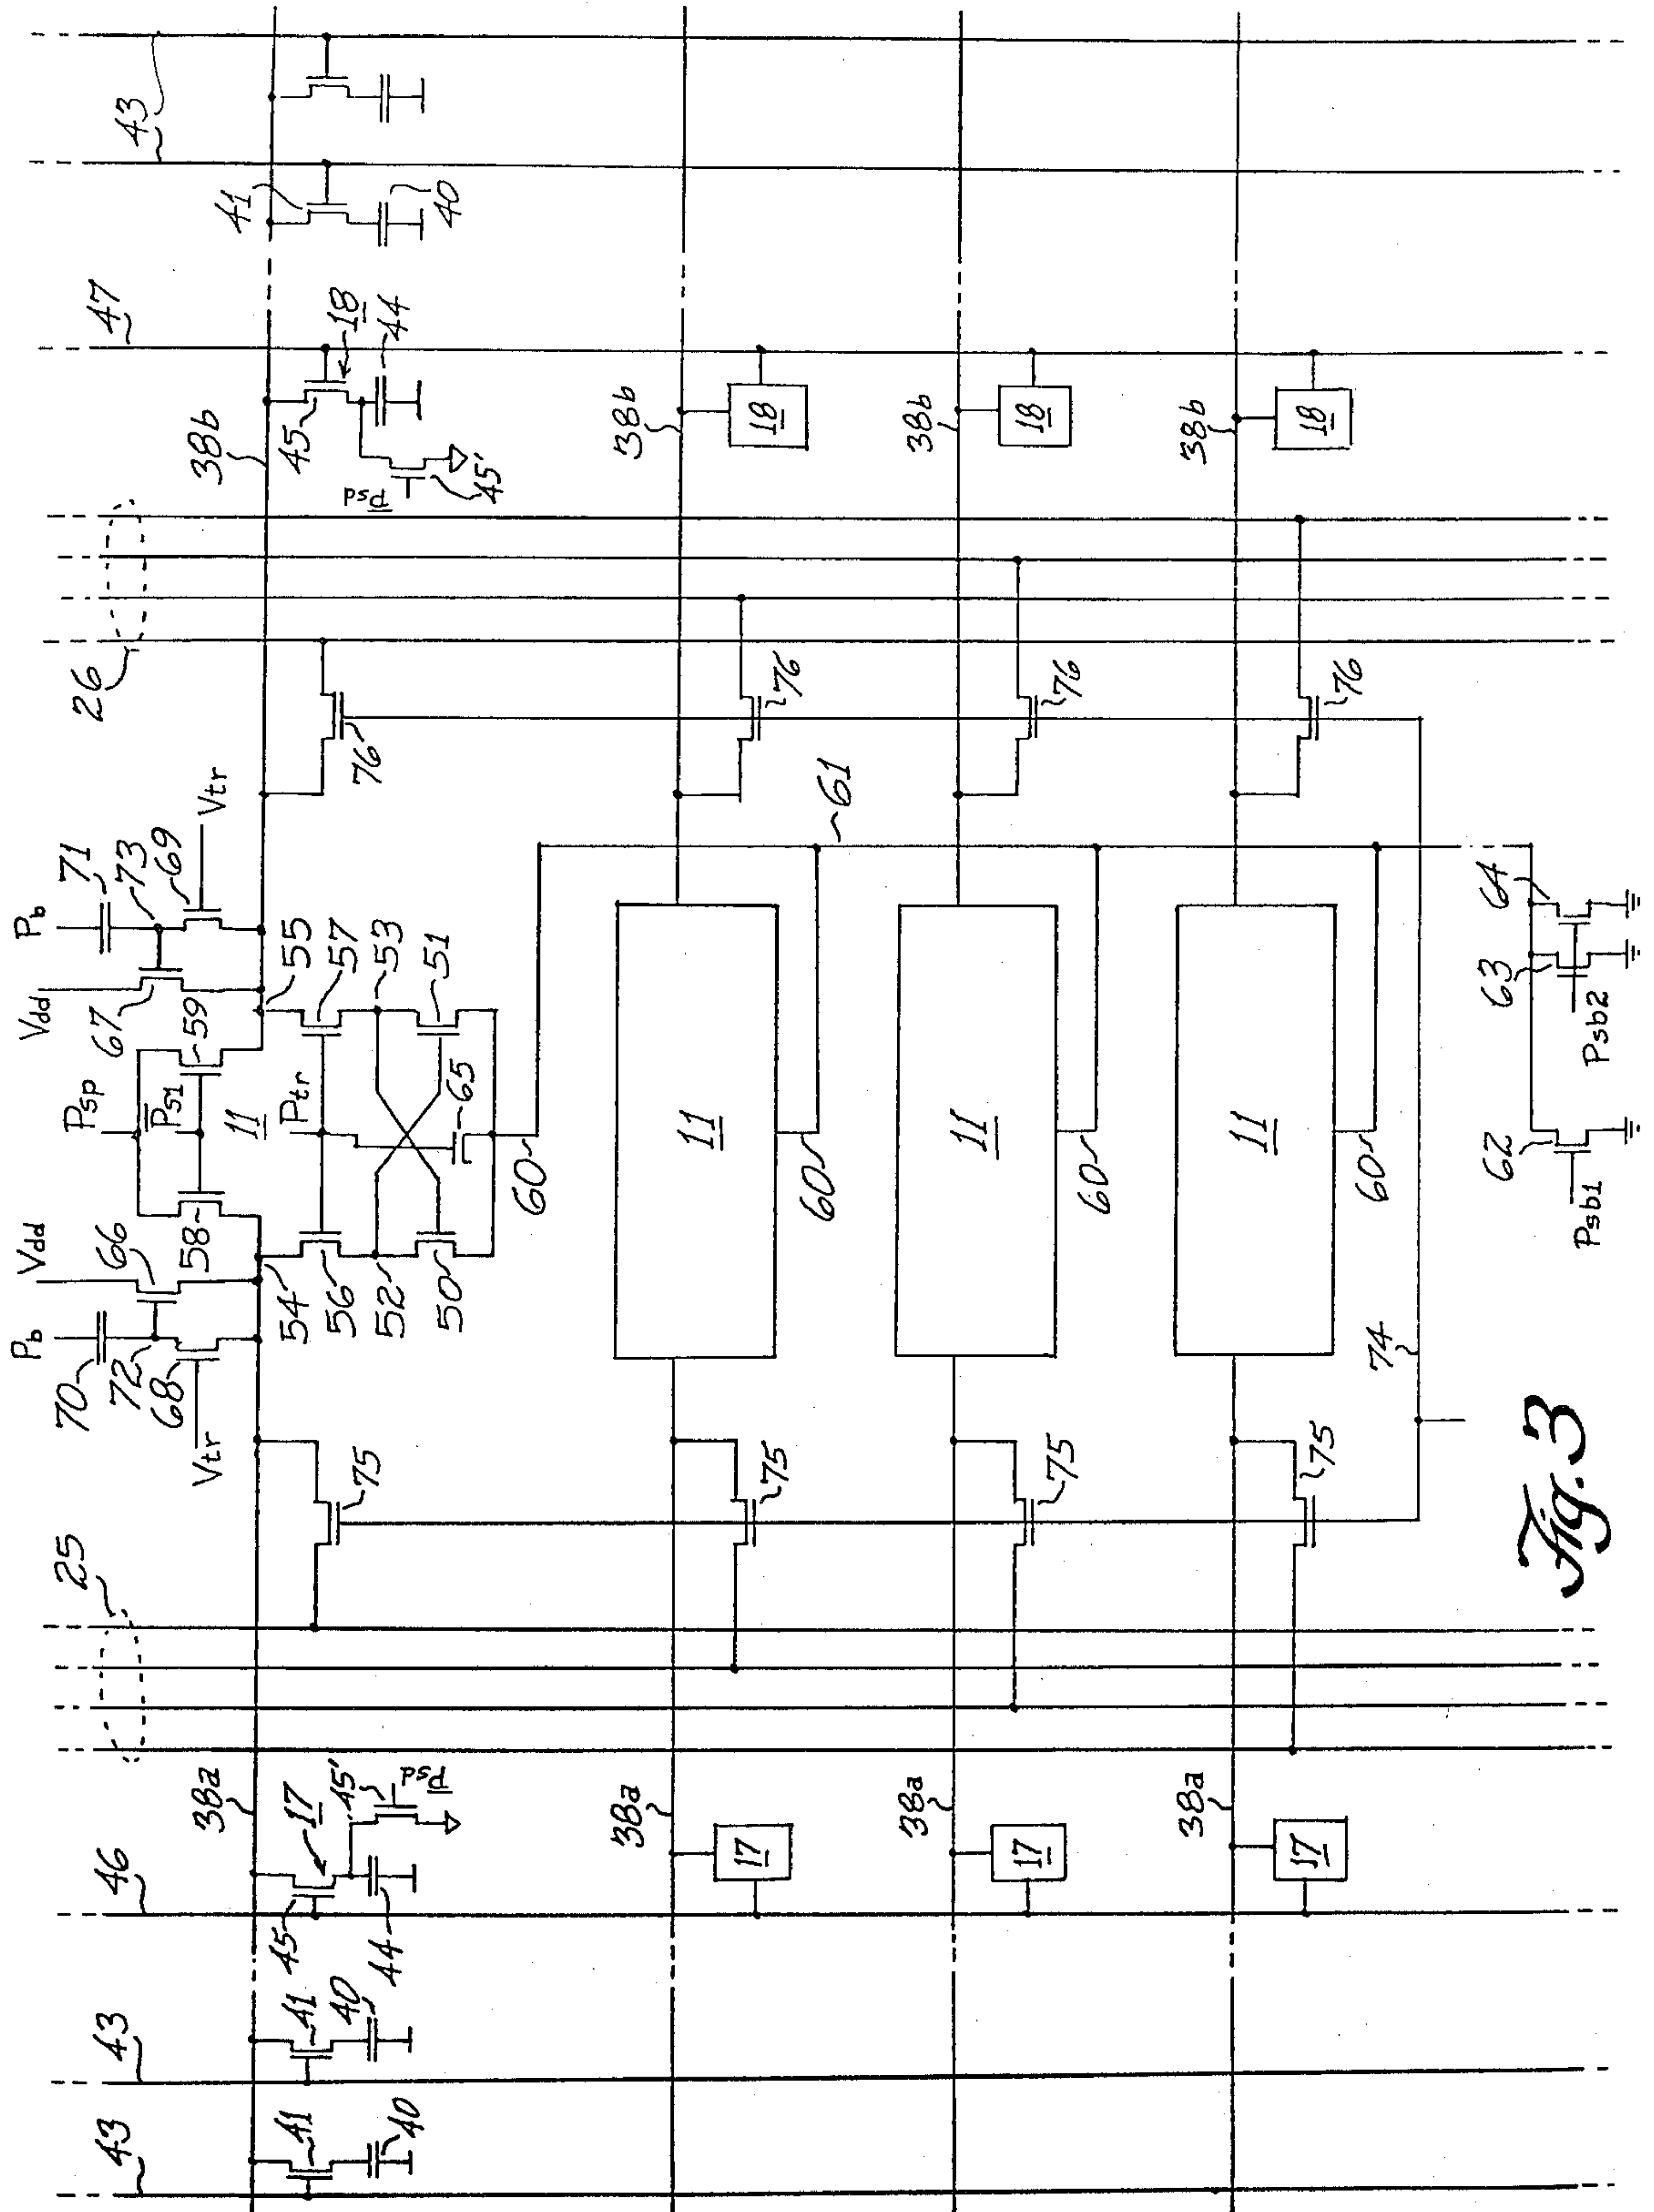 Pb Vdd Vdd Pb
43 43 46 25 70 Psp 71 26 47 43
72 66 67 73
68 58 P̅s1 59 69
Vtr Vtr
38a 11 38b 41
41 41 45 17 54 Ptr 55 45 18
40 45' 75 56 57 76
40 44 P̅sd 52 53 P̅sd 44 40
50 65 51 45'
60
38a 38b
17 75 11 76 18
60 61
38a 38b
17 75 11 76 18
60
38a 38b
17 75 11 76 18
74 60
62 63 64
Psb1 Psb2
Fig. 3